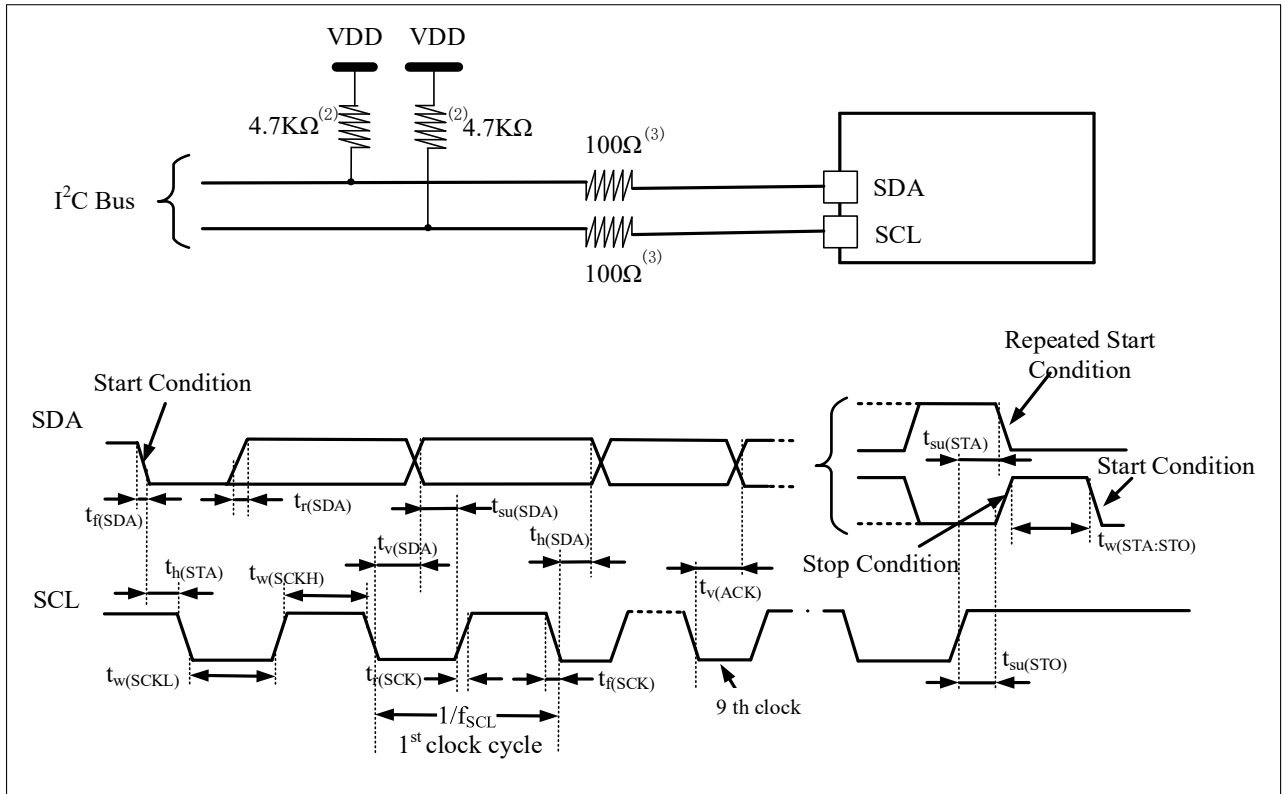 VDD VDD
4.7KΩ(2) (2)4.7KΩ
100Ω(3)
I2C Bus
SDA
SCL
100Ω(3)
Repeated Start
Condition
Start Condition
SDA
tsu(STA)
Start Condition
tf(SDA)
tr(SDA)
tsu(SDA)
tv(SDA)
th(SDA)
tw(STA:STO)
Stop Condition
th(STA)
tw(SCKH)
tv(ACK)
SCL
tw(SCKL)
tr(SCK)
tf(SCK)
tsu(STO)
9 th clock
1/fSCL
1st clock cycle